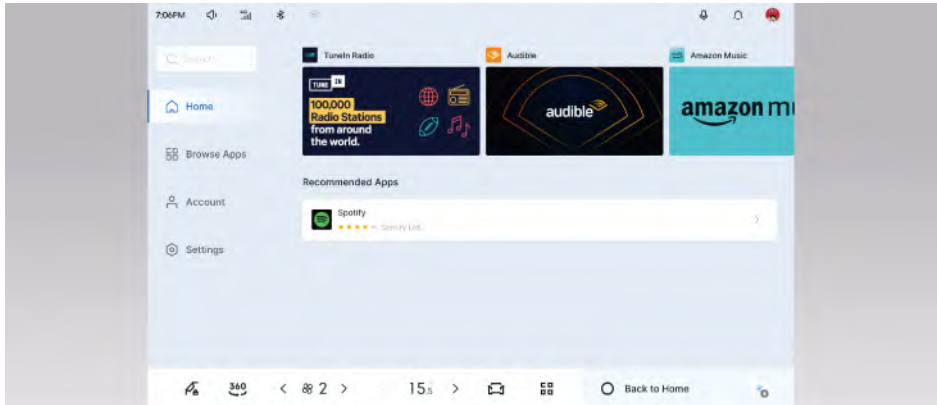 7:06PM
4G
Search
Home
Browse Apps
Account
Settings
TuneIn Radio
Audible
Amazon Music
TUNE IN
100,000
Radio Stations
from around
the world.
audible
amazon mu
Recommended Apps
Spotify
360
2
15.5
Back to Home